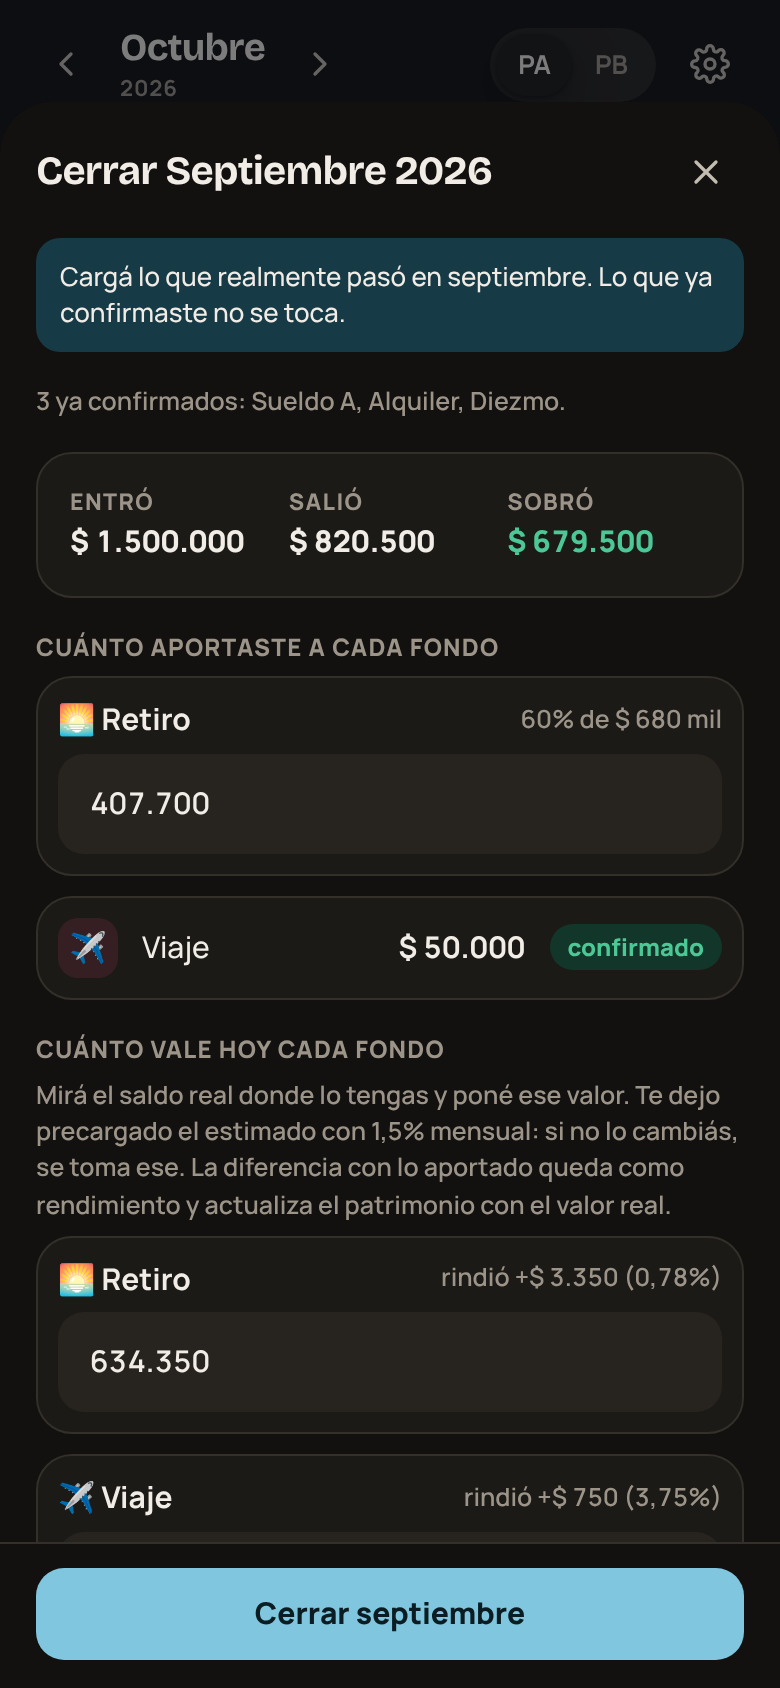 Octubre
2026
PA PB
Cerrar Septiembre 2026
Cargá lo que realmente pasó en septiembre. Lo que ya
confirmaste no se toca.
3 ya confirmados: Sueldo A, Alquiler, Diezmo.
ENTRÓ SALIÓ SOBRÓ
$ 1.500.000 $ 820.500 $ 679.500
CUÁNTO APORTASTE A CADA FONDO
Retiro 60% de $ 680 mil
407.700
Viaje $ 50.000 confirmado
CUÁNTO VALE HOY CADA FONDO
Mirá el saldo real donde lo tengas y poné ese valor. Te dejo
precargado el estimado con 1,5% mensual: si no lo cambiás,
se toma ese. La diferencia con lo aportado queda como
rendimiento y actualiza el patrimonio con el valor real.
Retiro rindió +$ 3.350 (0,78%)
634.350
Viaje rindió +$ 750 (3,75%)
Cerrar septiembre